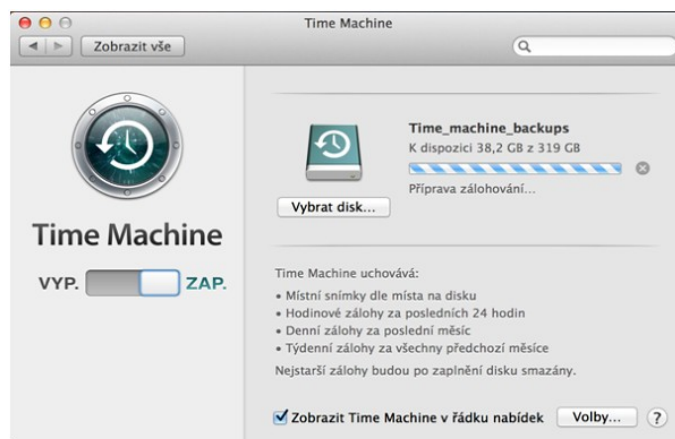 Time Machine
Zobrazit vše
Time_machine_backups
K dispozici 38,2 GB z 319 GB
Příprava zálohování...
Vybrat disk...
Time Machine
VYP. ZAP.
Time Machine uchovává:
• Místní snímky dle místa na disku
• Hodinové zálohy za posledních 24 hodin
• Denní zálohy za poslední měsíc
• Týdenní zálohy za všechny předchozí měsíce
Nejstarší zálohy budou po zaplnění disku smazány.
Zobrazit Time Machine v řádku nabídek Volby... ?